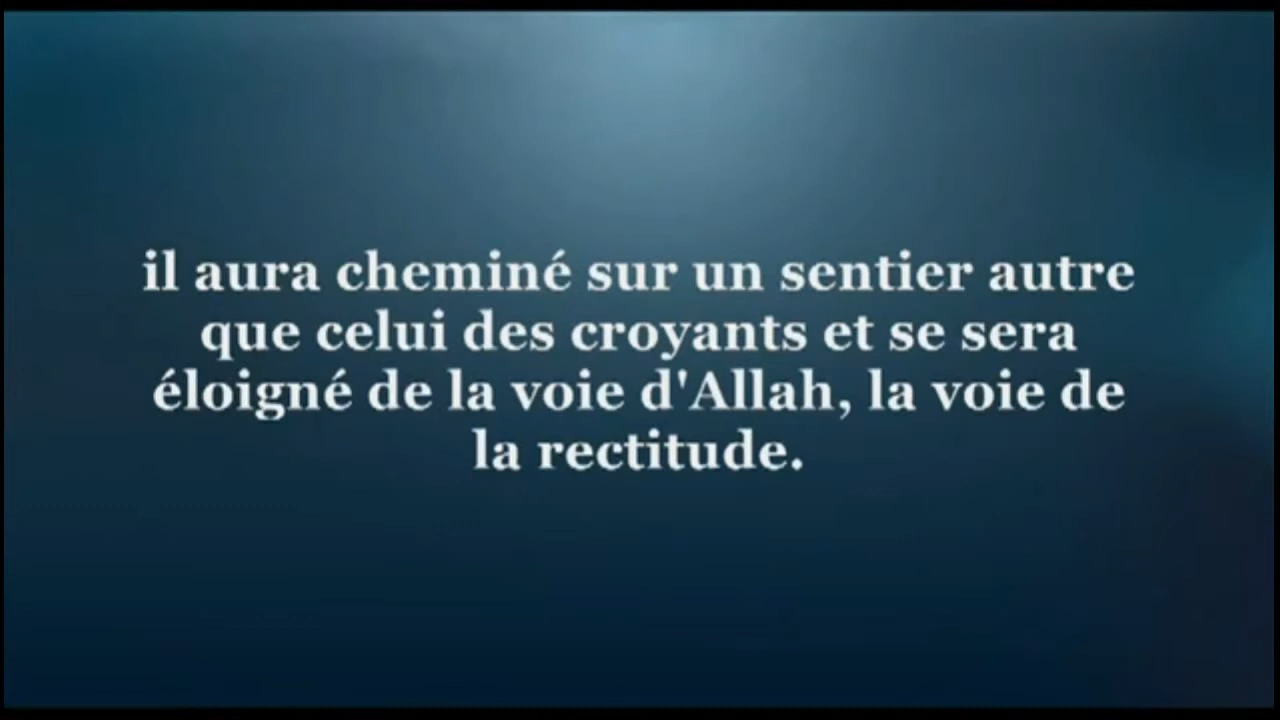 il aura cheminé sur un sentier autre
que celui des croyants et se sera
éloigné de la voie d'Allah, la voie de
la rectitude.